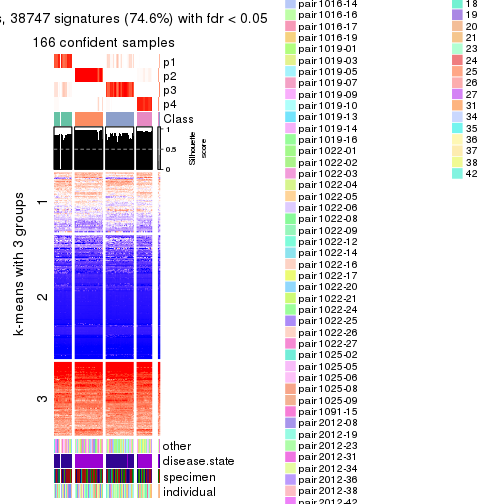 s, 38747 signatures (74.6%) with fdr < 0.05
166 confident samples
p1
p2
p3
p4
Class
1
0.5
0
Silhouette
score
k-means with 3 groups
1
2
3
other
disease.state
specimen
individual
pair1016-14
pair1016-16
pair1016-17
pair1016-19
pair1019-01
pair1019-03
pair1019-05
pair1019-07
pair1019-09
pair1019-10
pair1019-13
pair1019-14
pair1019-16
pair1022-01
pair1022-02
pair1022-03
pair1022-04
pair1022-05
pair1022-06
pair1022-08
pair1022-09
pair1022-12
pair1022-14
pair1022-16
pair1022-17
pair1022-20
pair1022-21
pair1022-24
pair1022-25
pair1022-26
pair1022-27
pair1025-02
pair1025-05
pair1025-06
pair1025-08
pair1025-09
pair1091-15
pair2012-08
pair2012-19
pair2012-23
pair2012-31
pair2012-34
pair2012-36
pair2012-38
pair2012-42
18
19
20
21
23
24
25
26
27
31
34
35
36
37
38
42